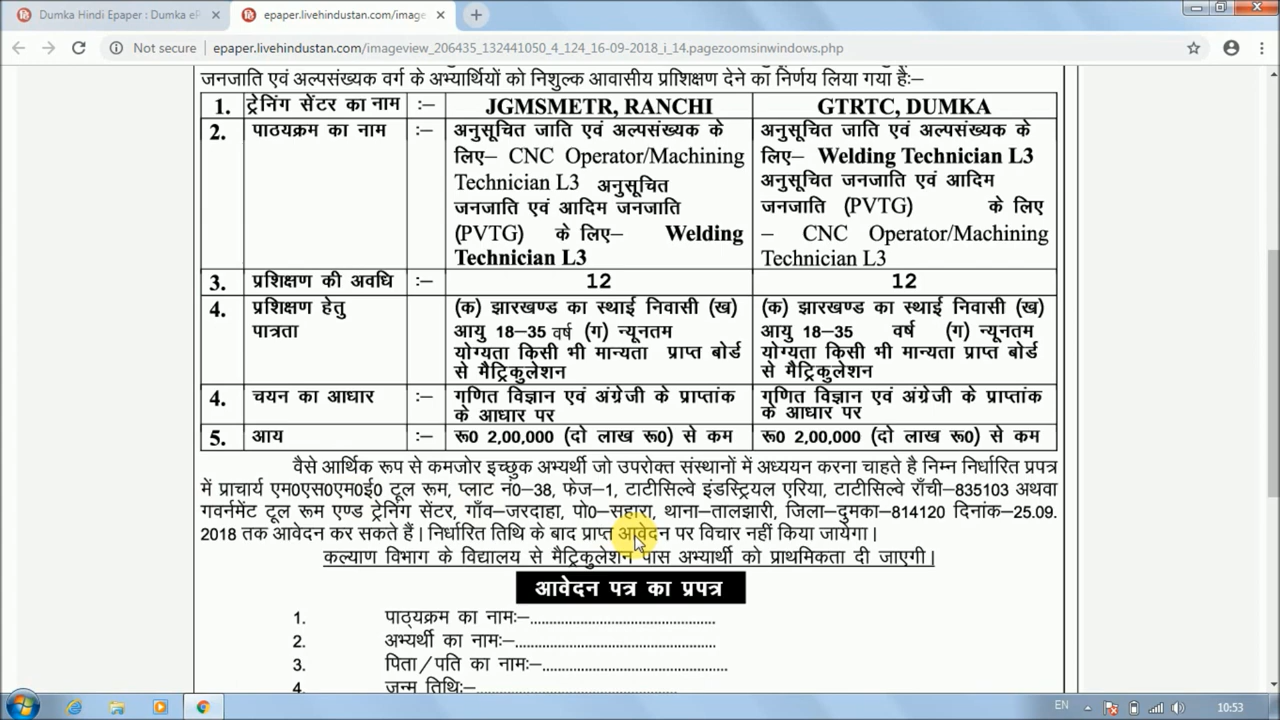 Dumka Hindi Epaper : Dumka eP
epaper.livehindustan.com/image
Not secure
epaper.livehindustan.com/imageview_206435_132441050_4_124_16-09-2018_i_14.pagezoomsinwindows.php
जनजाति एवं अल्पसंख्यक वर्ग के अभ्यार्थियों को निशुल्क आवासीय प्रशिक्षण देने का निर्णय लिया गया हैः–
1. ट्रेनिंग सेंटर का नाम :– JGMSMETR, RANCHI GTRTC, DUMKA
2. पाठयक्रम का नाम :– अनुसूचित जाति एवं अल्पसंख्यक के अनुसूचित जाति एवं अल्पसंख्यक के
लिए– CNC Operator/Machining लिए– Welding Technician L3
Technician L3 अनुसूचित अनुसूचित जनजाति एवं आदिम
जनजाति एवं आदिम जनजाति जनजाति (PVTG) के लिए
(PVTG) के लिए– Welding – CNC Operator/Machining
Technician L3 Technician L3
3. प्रशिक्षण की अवधि :– 12 12
4. प्रशिक्षण हेतु (क) झारखण्ड का स्थाई निवासी (ख) (क) झारखण्ड का स्थाई निवासी (ख)
पात्रता आयु 18–35 वर्ष (ग) न्यूनतम आयु 18–35 वर्ष (ग) न्यूनतम
योग्यता किसी भी मान्यता प्राप्त बोर्ड योग्यता किसी भी मान्यता प्राप्त बोर्ड
से मैट्रिकुलेशन से मैट्रिकुलेशन
4. चयन का आधार :– गणित विज्ञान एवं अंग्रेजी के प्राप्तांक गणित विज्ञान एवं अंग्रेजी के प्राप्तांक
के आधार पर के आधार पर
5. आय :– रू0 2,00,000 (दो लाख रू0) से कम रू0 2,00,000 (दो लाख रू0) से कम
वैसे आर्थिक रूप से कमजोर इच्छुक अभ्यर्थी जो उपरोक्त संस्थानों में अध्ययन करना चाहते है निम्न निर्धारित प्रपत्र
में प्राचार्य एम0एस0एम0ई0 टूल रूम, प्लाट नं0–38, फेज–1, टाटीसिल्वे इंडस्ट्रियल एरिया, टाटीसिल्वे राँची–835103 अथवा
गवर्नमेंट टूल रूम एण्ड ट्रेनिंग सेंटर, गाँव–जरदाहा, पो0–सहारा, थाना–तालझारी, जिला–दुमका–814120 दिनांक–25.09.
2018 तक आवेदन कर सकते हैं। निर्धारित तिथि के बाद प्राप्त आवेदन पर विचार नहीं किया जायेगा।
कल्याण विभाग के विद्यालय से मैट्रिकुलेशन पास अभ्यार्थी को प्राथमिकता दी जाएगी।
आवेदन पत्र का प्रपत्र
1. पाठ्यक्रम का नामः–................................................
2. अभ्यर्थी का नामः–....................................................
3. पिता/पति का नामः–................................................
4. जन्म तिथिः–....................................................
EN 10:53